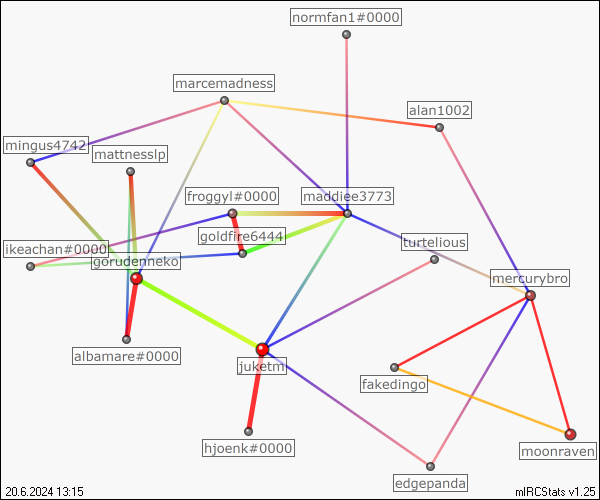 normfan1#0000
marcemadness
alan1002
mingus4742
mattnesslp
froggyl#0000
maddiee3773
goldfire6444
turtelious
ikeachan#0000
gorudenneko
mercurybro
albamare#0000
juketm
fakedingo
hjoenk#0000
moonraven
edgepanda
20.6.2024 13:15
mIRCStats v1.25